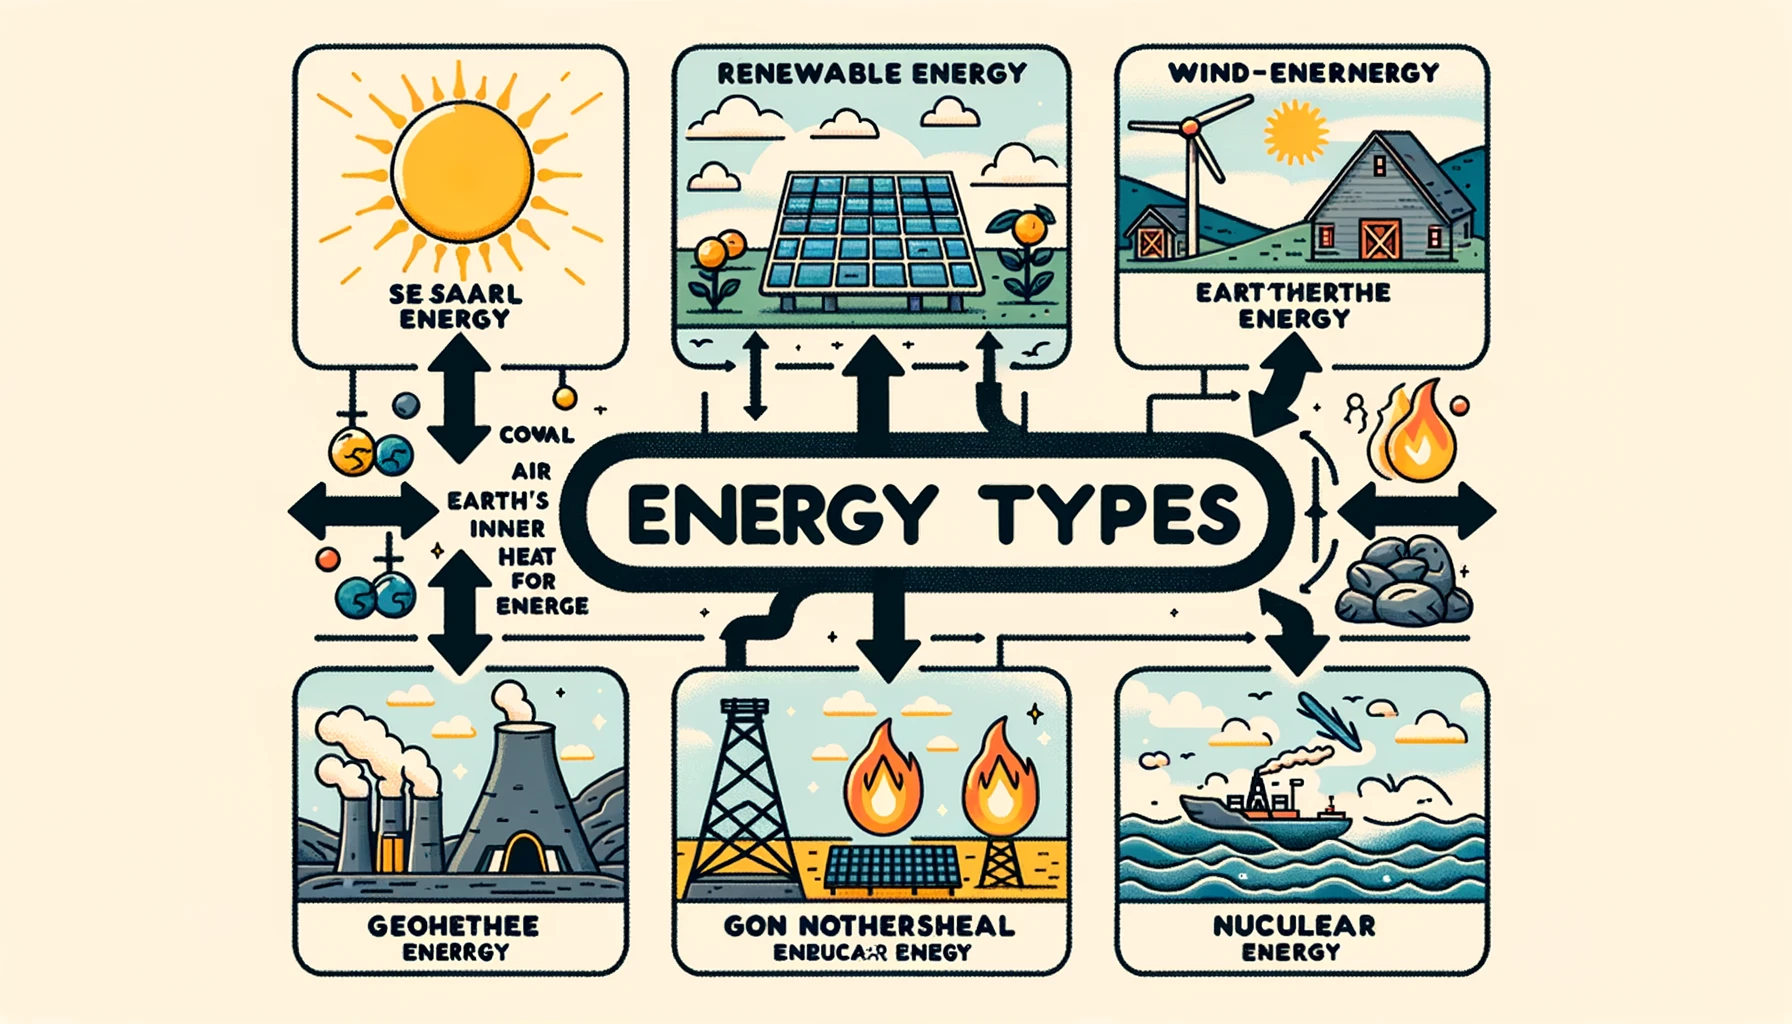 SE SAARL
ENERGY
RENEWABLE ENERGY
WIND-ENERNERGY
EARTTHERTHE
ENERGY
COVAL
AIR
EARTH'S
INNER
HEAT
FOR
ENERGE
ENERGY TYPES
GEOHETHEE
ENERRGY
GON NOTHERSHEAL
ENEGY
NUCULEAR
ENERGY